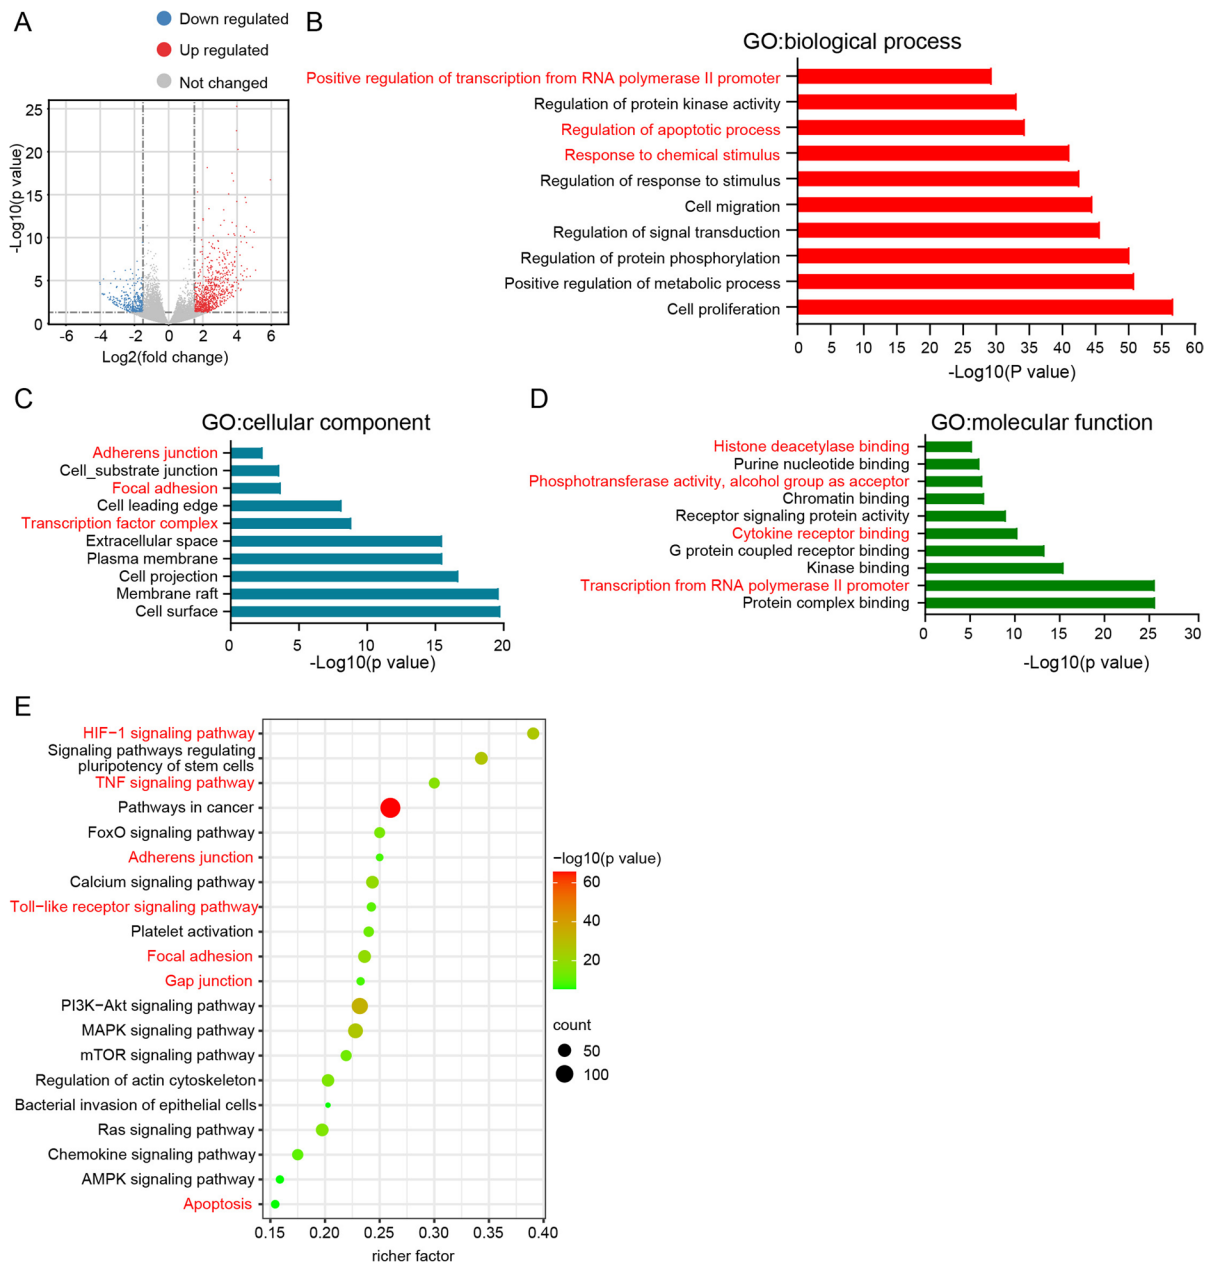 A
Down regulated
Up regulated
Not changed
-Log10(p value)
25
20
15
10
5
0
-6 -4 -2 0 2 4 6
Log2(fold change)
B
GO:biological process
Positive regulation of transcription from RNA polymerase II promoter
Regulation of protein kinase activity
Regulation of apoptotic process
Response to chemical stimulus
Regulation of response to stimulus
Cell migration
Regulation of signal transduction
Regulation of protein phosphorylation
Positive regulation of metabolic process
Cell proliferation
0 5 10 15 20 25 30 35 40 45 50 55 60
-Log10(P value)
C
GO:cellular component
Adherens junction
Cell_substrate junction
Focal adhesion
Cell leading edge
Transcription factor complex
Extracellular space
Plasma membrane
Cell projection
Membrane raft
Cell surface
0 5 10 15 20
-Log10(p value)
D
GO:molecular function
Histone deacetylase binding
Purine nucleotide binding
Phosphotransferase activity, alcohol group as acceptor
Chromatin binding
Receptor signaling protein activity
Cytokine receptor binding
G protein coupled receptor binding
Kinase binding
Transcription from RNA polymerase II promoter
Protein complex binding
0 5 10 15 20 25 30
-Log10(p value)
E
HIF-1 signaling pathway
Signaling pathways regulating
pluripotency of stem cells
TNF signaling pathway
Pathways in cancer
FoxO signaling pathway
Adherens junction
Calcium signaling pathway
Toll−like receptor signaling pathway
Platelet activation
Focal adhesion
Gap junction
PI3K−Akt signaling pathway
MAPK signaling pathway
mTOR signaling pathway
Regulation of actin cytoskeleton
Bacterial invasion of epithelial cells
Ras signaling pathway
Chemokine signaling pathway
AMPK signaling pathway
Apoptosis
0.15 0.20 0.25 0.30 0.35 0.40
richer factor
−log10(p value)
60
40
20
count
50
100